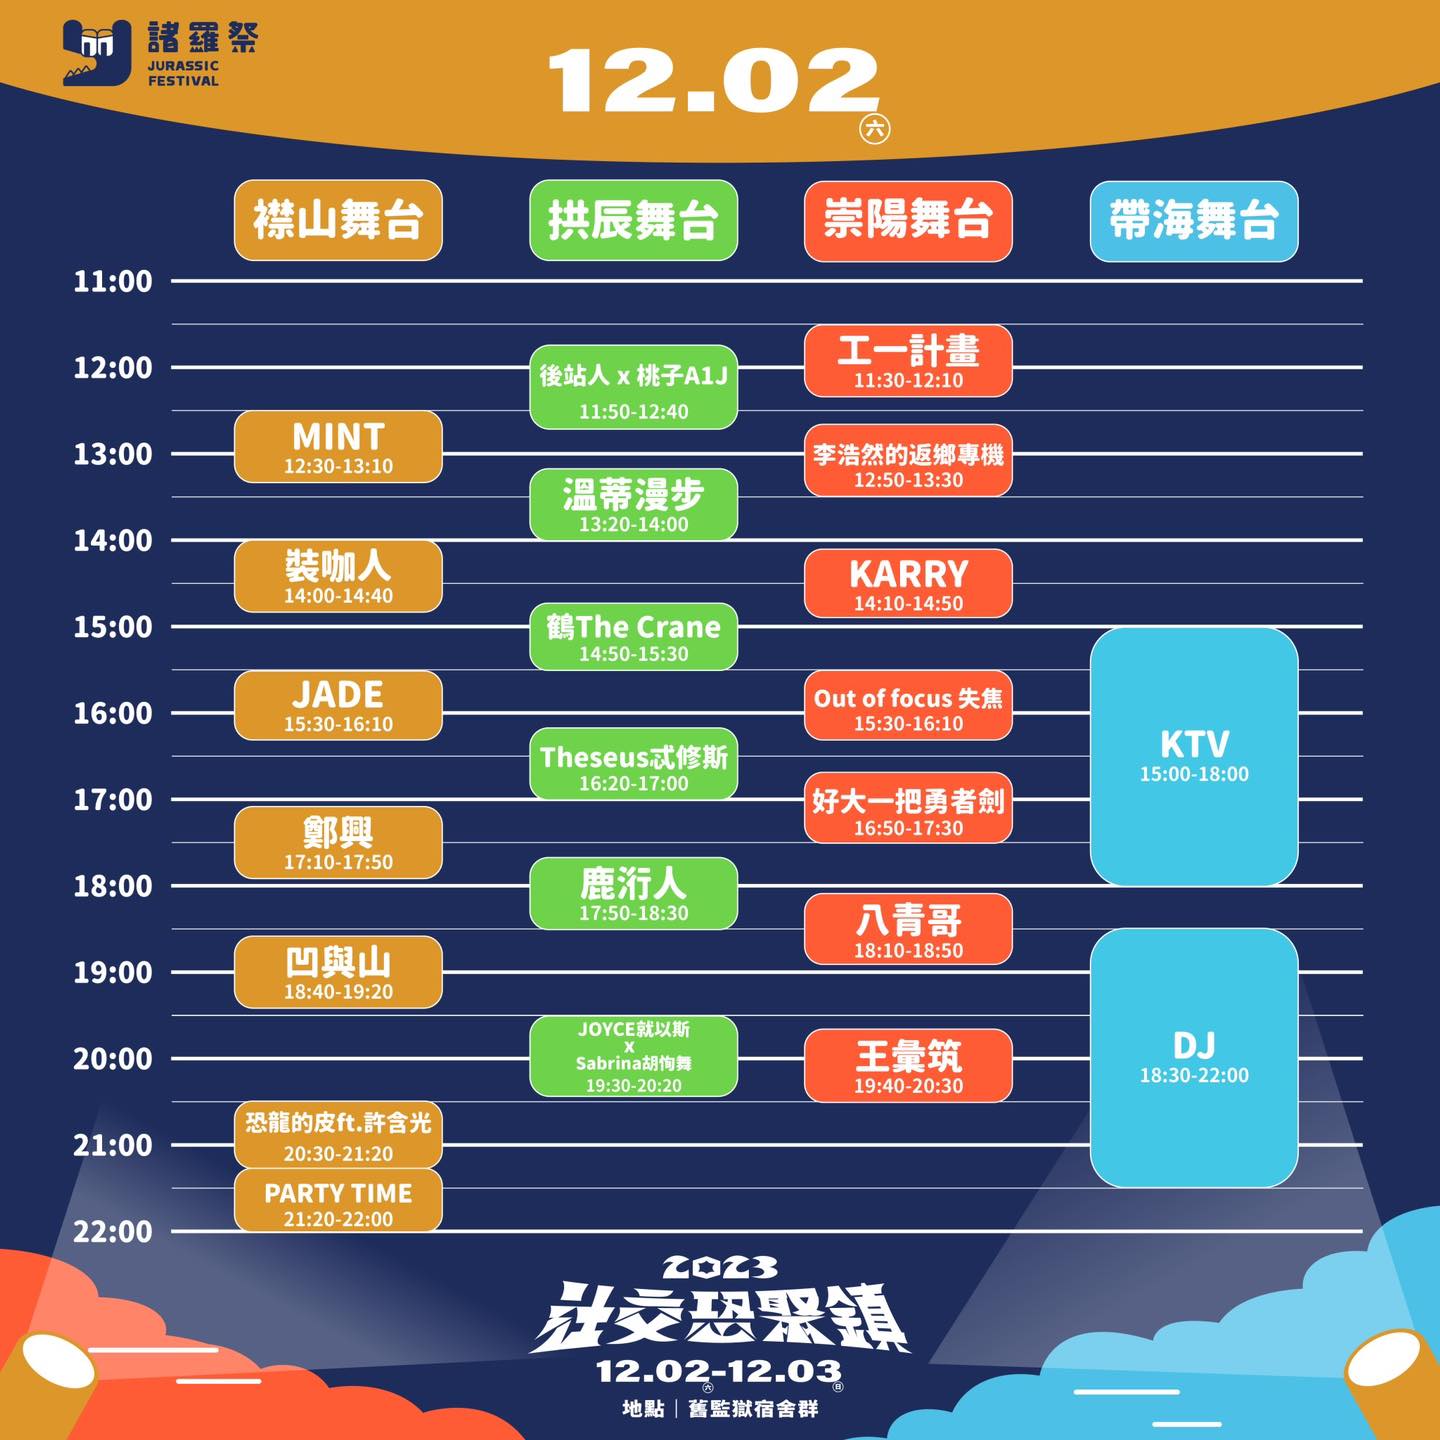 諸羅祭
JURASSIC
FESTIVAL
12.02
六
襟山舞台
拱辰舞台
崇陽舞台
帶海舞台
11:00
12:00
13:00
14:00
15:00
16:00
17:00
18:00
19:00
20:00
21:00
22:00
MINT
12:30-13:10
裝咖人
14:00-14:40
JADE
15:30-16:10
鄭興
17:10-17:50
凹與山
18:40-19:20
恐龍的皮ft.許含光
20:30-21:20
PARTY TIME
21:20-22:00
後站人 x 桃子A1J
11:50-12:40
溫蒂漫步
13:20-14:00
鶴The Crane
14:50-15:30
Theseus忒修斯
16:20-17:00
鹿洐人
17:50-18:30
JOYCE就以斯
x
Sabrina胡恂舞
19:30-20:20
工一計畫
11:30-12:10
李浩然的返鄉專機
12:50-13:30
KARRY
14:10-14:50
Out of focus 失焦
15:30-16:10
好大一把勇者劍
16:50-17:30
八青哥
18:10-18:50
王彙筑
19:40-20:30
KTV
15:00-18:00
DJ
18:30-22:00
2023
社交恐聚鎮
12.02-12.03
六
日
地點｜舊監獄宿舍群